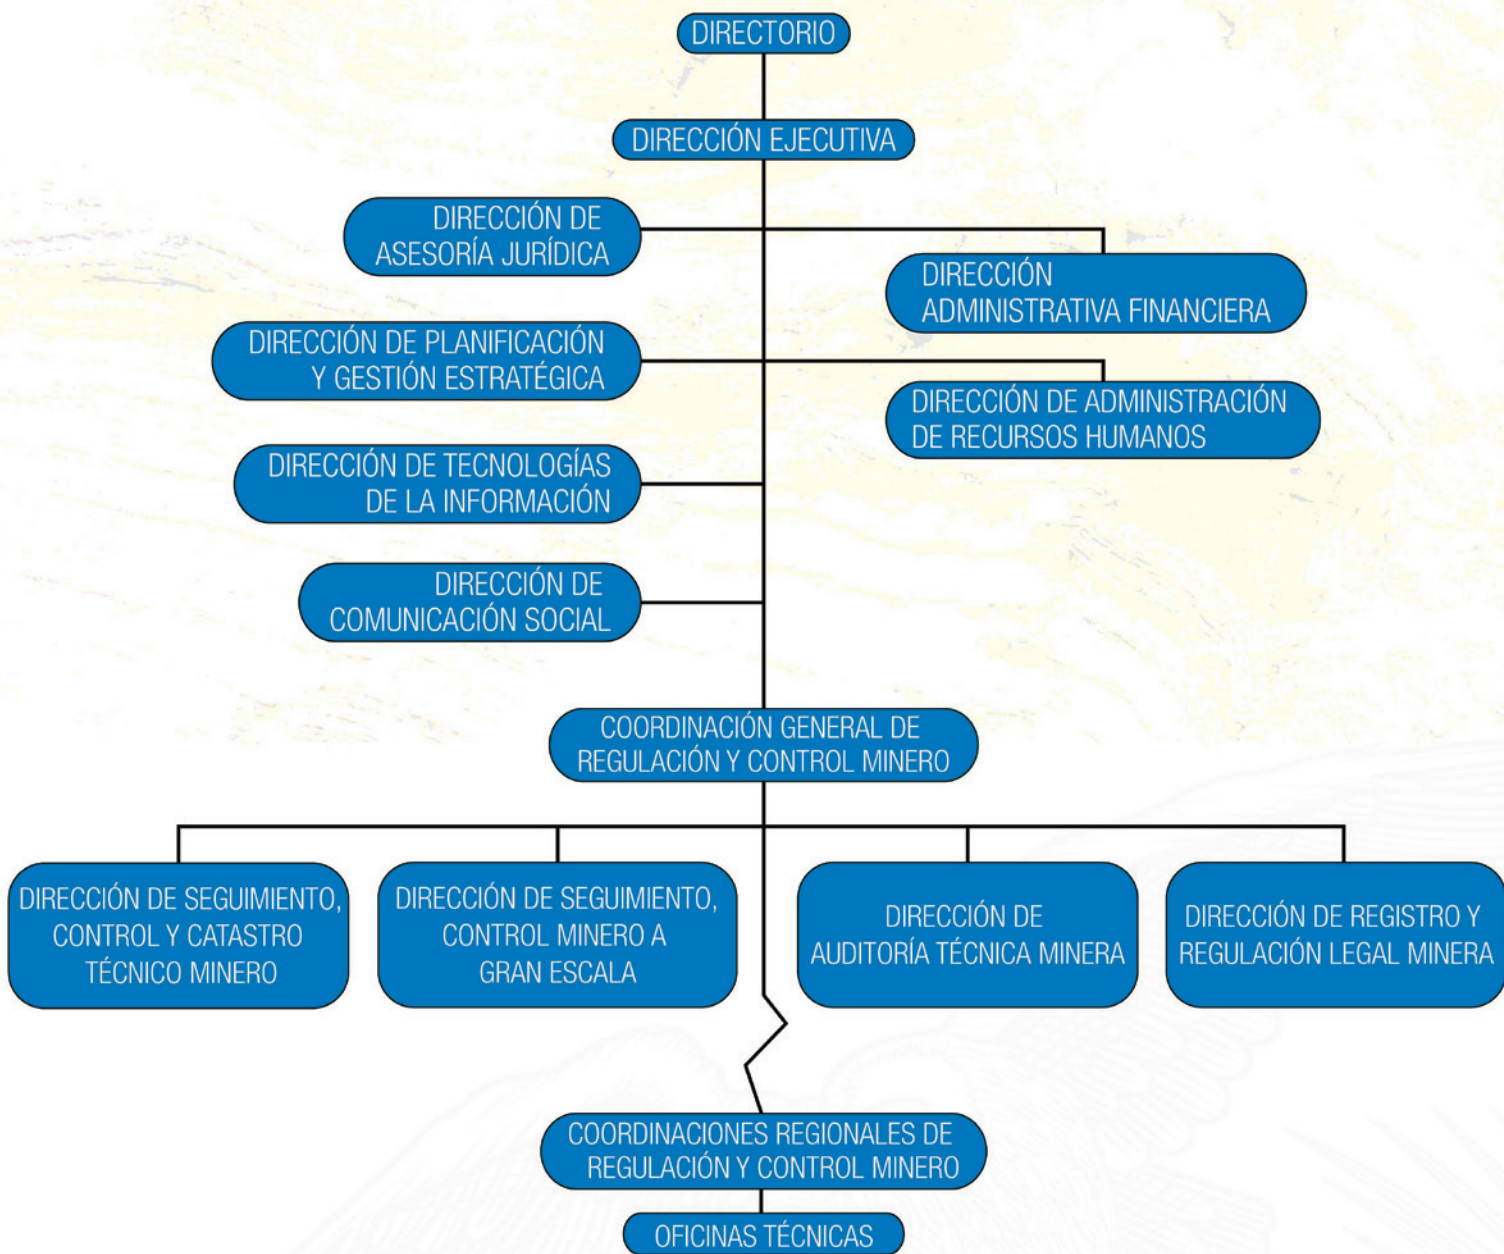 DIRECTORIO
DIRECCIÓN EJECUTIVA
DIRECCIÓN DE
ASESORÍA JURÍDICA
DIRECCIÓN
ADMINISTRATIVA FINANCIERA
DIRECCIÓN DE PLANIFICACIÓN
Y GESTIÓN ESTRATÉGICA
DIRECCIÓN DE ADMINISTRACIÓN
DE RECURSOS HUMANOS
DIRECCIÓN DE TECNOLOGÍAS
DE LA INFORMACIÓN
DIRECCIÓN DE
COMUNICACIÓN SOCIAL
COORDINACIÓN GENERAL DE
REGULACIÓN Y CONTROL MINERO
DIRECCIÓN DE SEGUIMIENTO,
CONTROL Y CATASTRO
TÉCNICO MINERO
DIRECCIÓN DE SEGUIMIENTO,
CONTROL MINERO A
GRAN ESCALA
DIRECCIÓN DE
AUDITORÍA TÉCNICA MINERA
DIRECCIÓN DE REGISTRO Y
REGULACIÓN LEGAL MINERA
COORDINACIONES REGIONALES DE
REGULACIÓN Y CONTROL MINERO
OFICINAS TÉCNICAS